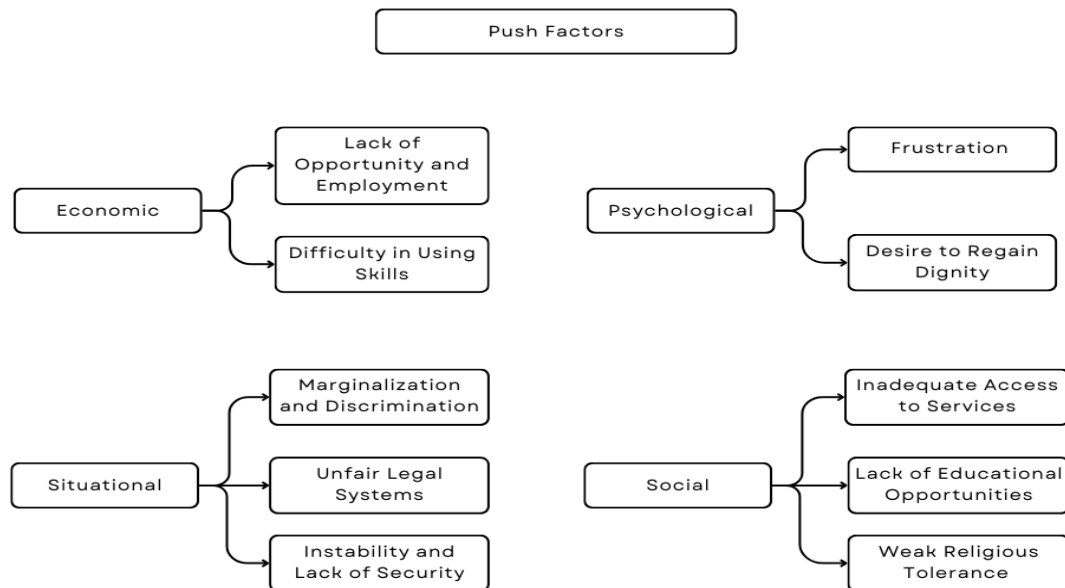 Push Factors
Economic
Lack of
Opportunity and
Employment
Difficulty in Using
Skills
Psychological
Frustration
Desire to Regain
Dignity
Situational
Marginalization
and Discrimination
Unfair Legal
Systems
Instability and
Lack of Security
Social
Inadequate Access
to Services
Lack of Educational
Opportunities
Weak Religious
Tolerance